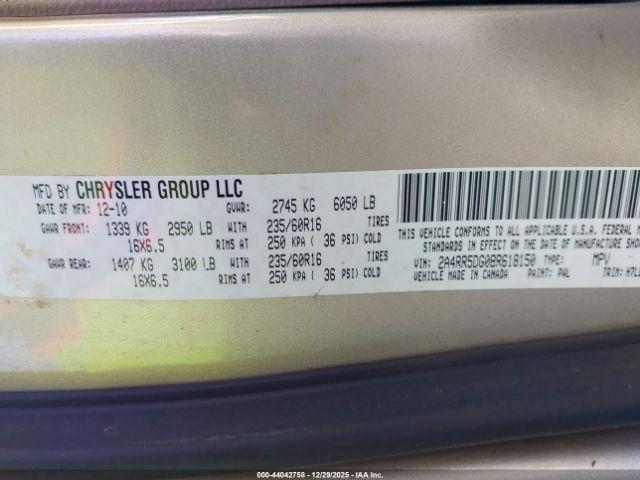 MFD BY CHRYSLER GROUP LLC
DATE OF MFR: 12-10 GVWR: 2745 KG 6050 LB
GAWR FRONT: 1339 KG 2950 LB WITH 235/60R16 TIRES
16X6.5 RIMS AT 250 KPA ( 36 PSI) COLD
GAWR REAR: 1407 KG 3100 LB WITH 235/60R16 TIRES
16X6.5 RIMS AT 250 KPA ( 36 PSI) COLD
THIS VEHICLE CONFORMS TO ALL APPLICABLE U.S.A. FEDERAL M
STANDARDS IN EFFECT ON THE DATE OF MANUFACTURE SHOW
VIN: 2A4RR5DG0BR618150 TYPE: MPV
MADE IN CANADA PAINT: PWL TRIM: H7L
000-44042758 - 12/29/2025 - IAA Inc.